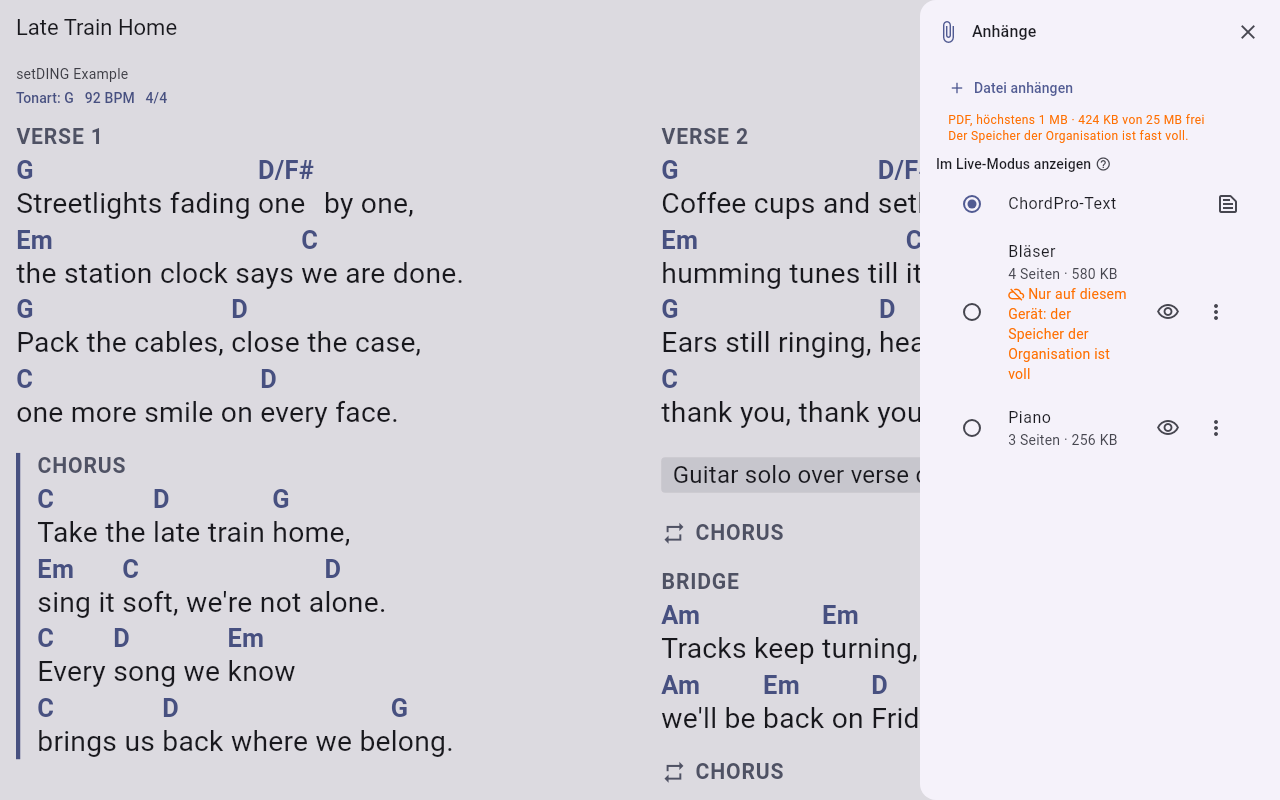 Late Train Home
setDING Example
Tonart: G 92 BPM 4/4
VERSE 1
G D/F#
Streetlights fading one by one,
Em C
the station clock says we are done.
G D
Pack the cables, close the case,
C D
one more smile on every face.
CHORUS
C D G
Take the late train home,
Em C D
sing it soft, we're not alone.
C D Em
Every song we know
C D G
brings us back where we belong.
VERSE 2
G D/F
Coffee cups and
Em C
humming tunes till it
G D
Ears still ringing,
C
thank you, thank you
Guitar solo over verse
CHORUS
BRIDGE
Am Em
Tracks keep turning,
Am Em D
we'll be back on
CHORUS
Anhänge
Datei anhängen
PDF, höchstens 1 MB · 424 KB von 25 MB frei
Der Speicher der Organisation ist fast voll.
Im Live-Modus anzeigen
ChordPro-Text
Bläser
4 Seiten · 580 KB
Nur auf diesem
Gerät: der
Speicher der
Organisation ist
voll
Piano
3 Seiten · 256 KB